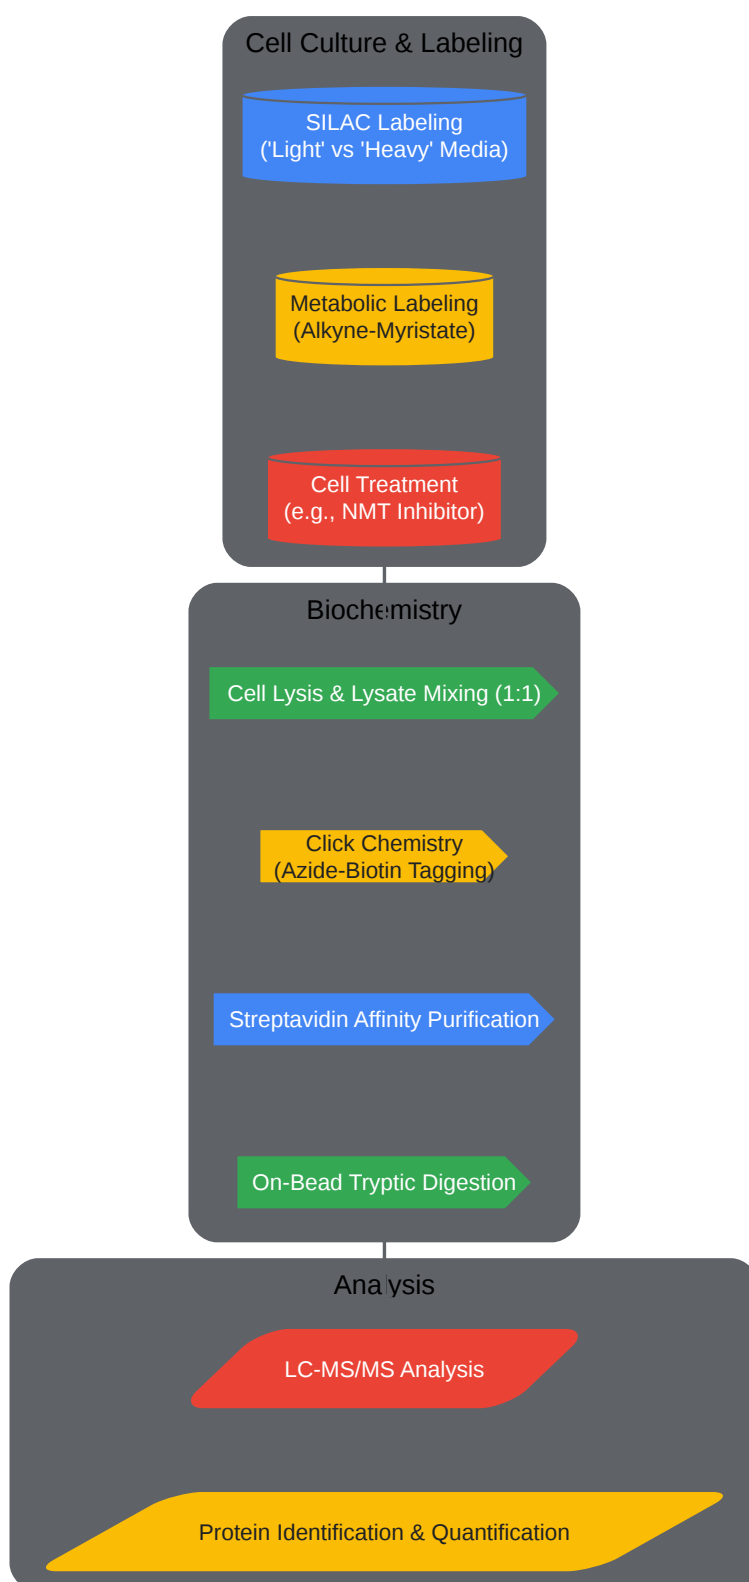 Cell Culture & Labeling
SILAC Labeling
('Light' vs 'Heavy' Media)
Metabolic Labeling
(Alkyne-Myristate)
Cell Treatment
(e.g., NMT Inhibitor)
Biochemistry
Cell Lysis & Lysate Mixing (1:1)
Click Chemistry
(Azide-Biotin Tagging)
Streptavidin Affinity Purification
On-Bead Tryptic Digestion
Analysis
LC-MS/MS Analysis
Protein Identification & Quantification